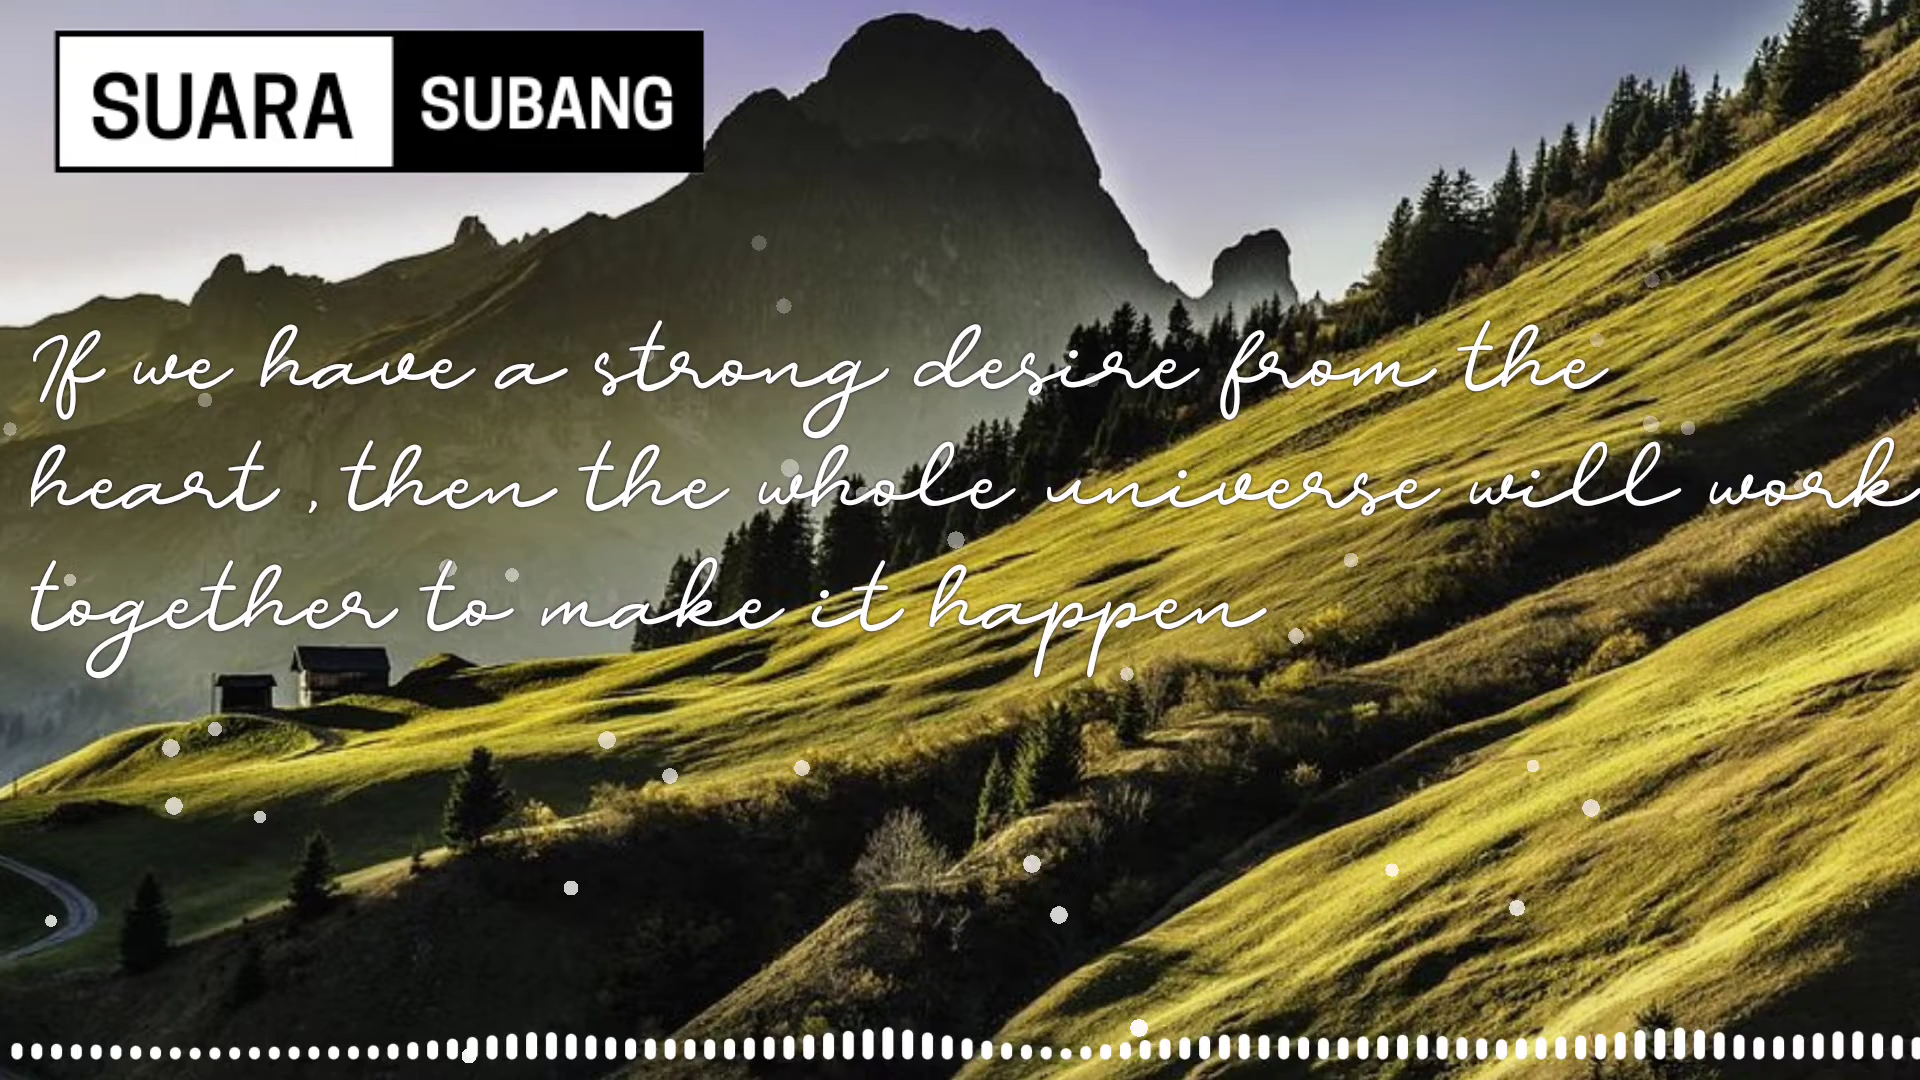 SUARA SUBANG
If we have a strong desire from the
heart , then the whole universe will work
together to make it happen